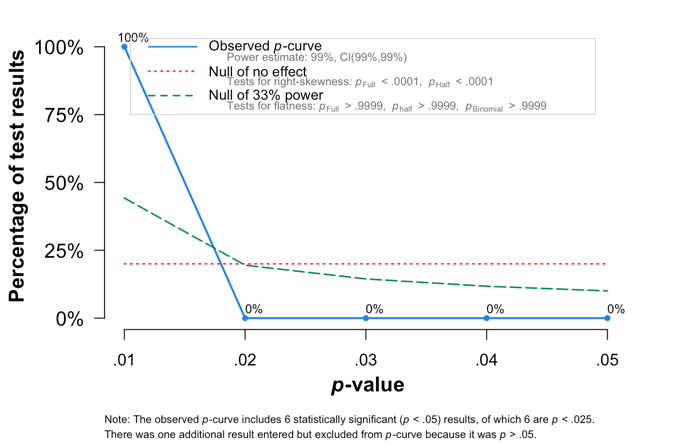 100%
Observed p-curve
Power estimate: 99%, CI(99%,99%)
Null of no effect
Tests for right-skewness: pFull < .0001, pHalf < .0001
Null of 33% power
Tests for flatness: pFull > .9999, phalf > .9999, pBinomial > .9999
Percentage of test results
100%
75%
50%
25%
0%
0%
0%
0%
0%
.01
.02
.03
.04
.05
p-value
Note: The observed p-curve includes 6 statistically significant (p < .05) results, of which 6 are p < .025.
There was one additional result entered but excluded from p-curve because it was p > .05.